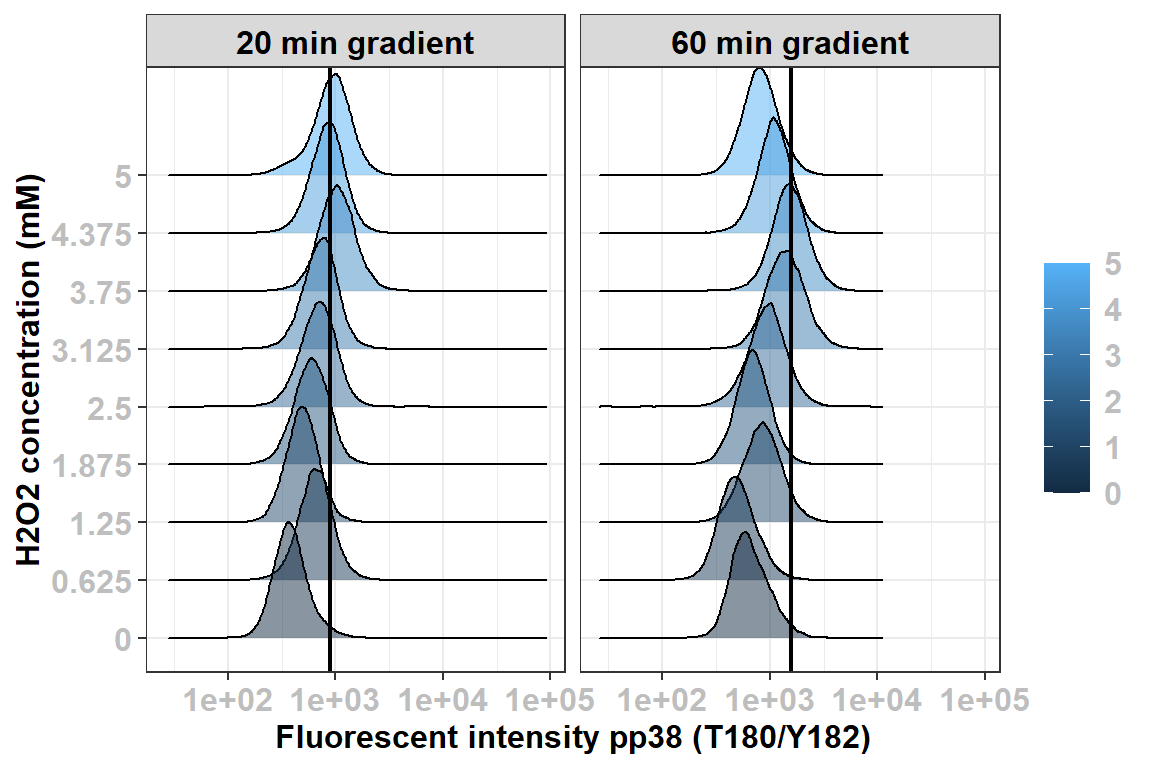 20 min gradient
60 min gradient
H2O2 concentration (mM)
5
4.375
3.75
3.125
2.5
1.875
1.25
0.625
0
1e+02 1e+03 1e+04 1e+05
1e+02 1e+03 1e+04 1e+05
Fluorescent intensity pp38 (T180/Y182)
5
4
3
2
1
0